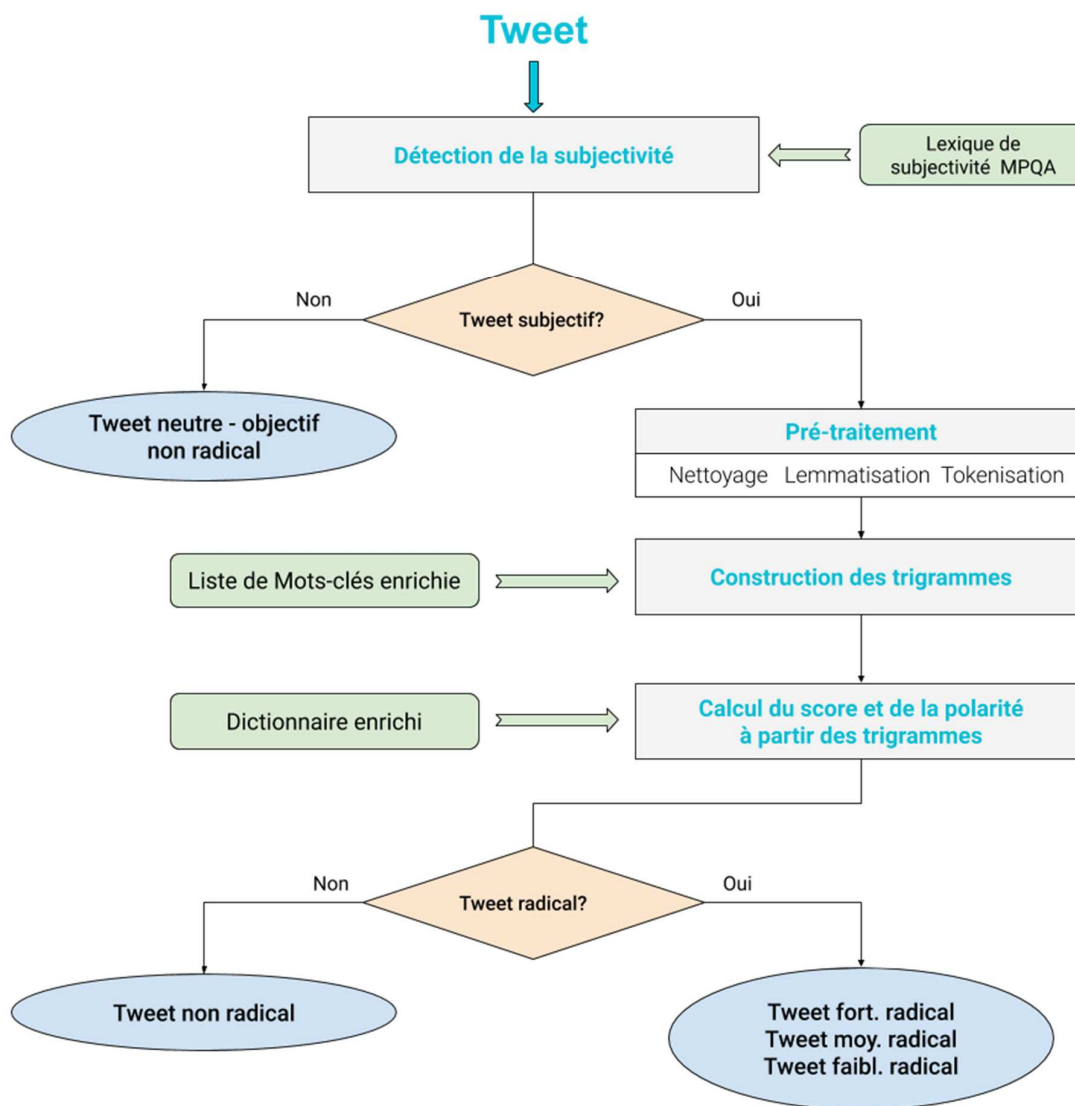 Tweet
Détection de la subjectivité
Lexique de
subjectivité MPQA
Non
Oui
Tweet subjectif?
Tweet neutre - objectif
non radical
Pré-traitement
Nettoyage Lemmatisation Tokenisation
Liste de Mots-clés enrichie
Construction des trigrammes
Dictionnaire enrichi
Calcul du score et de la polarité
à partir des trigrammes
Non
Oui
Tweet radical?
Tweet non radical
Tweet fort. radical
Tweet moy. radical
Tweet faibl. radical